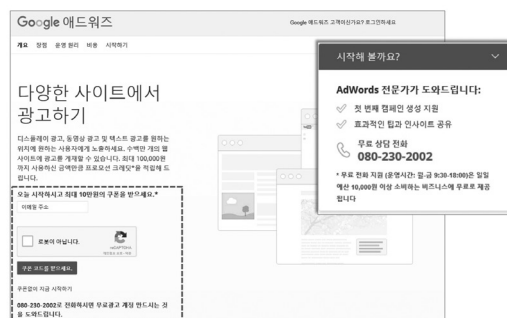 Google 애드워즈
Google 애드워즈 고객이신가요? 로그인하세요
개요 장점 운영 원리 비용 시작하기
다양한 사이트에서
광고하기
디스플레이 광고, 동영상 광고 및 텍스트 광고를 원하는
위치에 원하는 사용자에게 노출하세요. 수백만 개의 웹
사이트에 광고를 게재할 수 있습니다. 최대 100,000원
까지 사용하신 금액만큼 프로모션 크레딧*을 적립해 드
립니다.
오늘 시작하시고 최대 10만원의 쿠폰을 받으세요.*
이메일 주소
로봇이 아닙니다.
reCAPTCHA
개인정보 보호 - 약관
쿠폰 코드를 받으세요.
쿠폰없이 지금 시작하기
080-230-2002로 전화하시면 무료광고 계정 만드시는 것
을 도와드립니다.
시작해 볼까요?
AdWords 전문가가 도와드립니다:
첫 번째 캠페인 생성 지원
효과적인 팁과 인사이트 공유
무료 상담 전화
080-230-2002
* 무료 전화 지원 (운영시간: 월-금 9:30-18:00)은 일일
예산 10,000원 이상 소비하는 비즈니스에 무료로 제공
됩니다